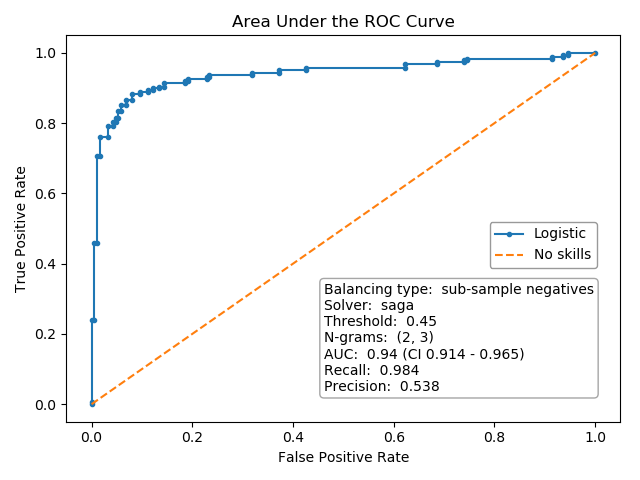 Area Under the ROC Curve
1.0
0.8
0.6
0.4
0.2
0.0
True Positive Rate
Logistic
No skills
Balancing type:  sub-sample negatives
Solver:  saga
Threshold:  0.45
N-grams:  (2, 3)
AUC:  0.94 (CI 0.914 - 0.965)
Recall:  0.984
Precision:  0.538
0.0 0.2 0.4 0.6 0.8 1.0
False Positive Rate